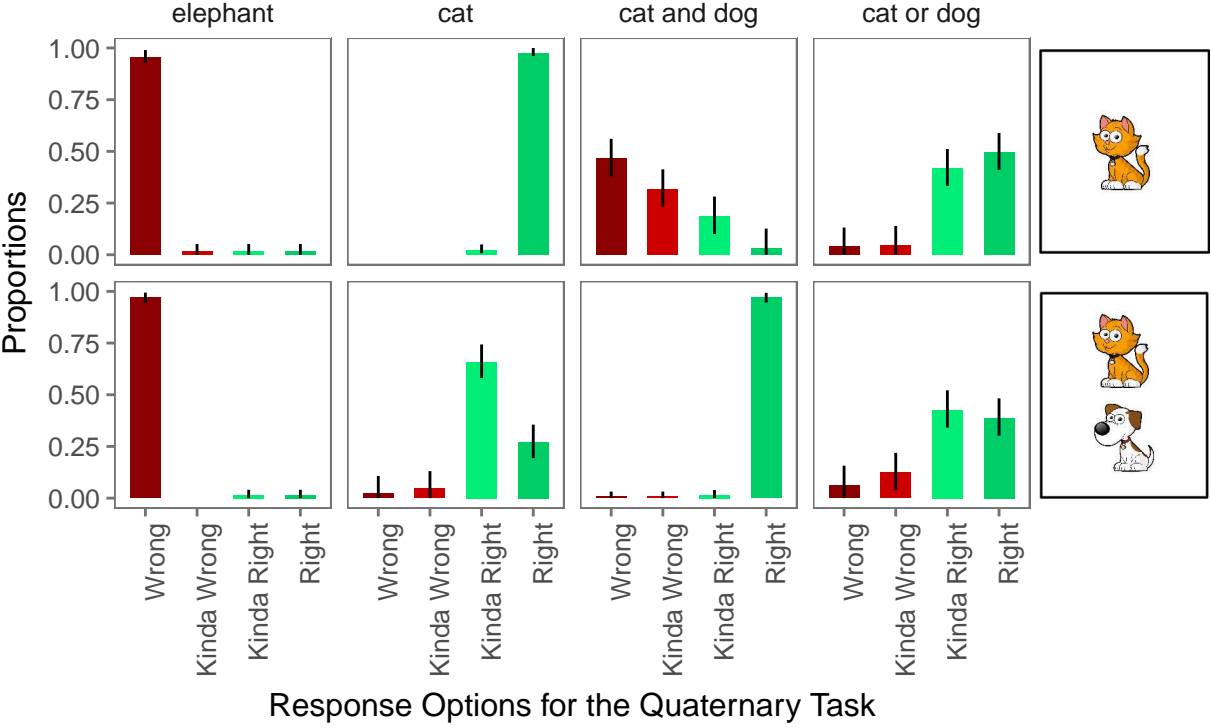 elephant cat cat and dog cat or dog
Proportions
1.00
0.75
0.50
0.25
0.00
1.00
0.75
0.50
0.25
0.00
Wrong
Kinda Wrong
Kinda Right
Right
Wrong
Kinda Wrong
Kinda Right
Right
Wrong
Kinda Wrong
Kinda Right
Right
Wrong
Kinda Wrong
Kinda Right
Right
Response Options for the Quaternary Task